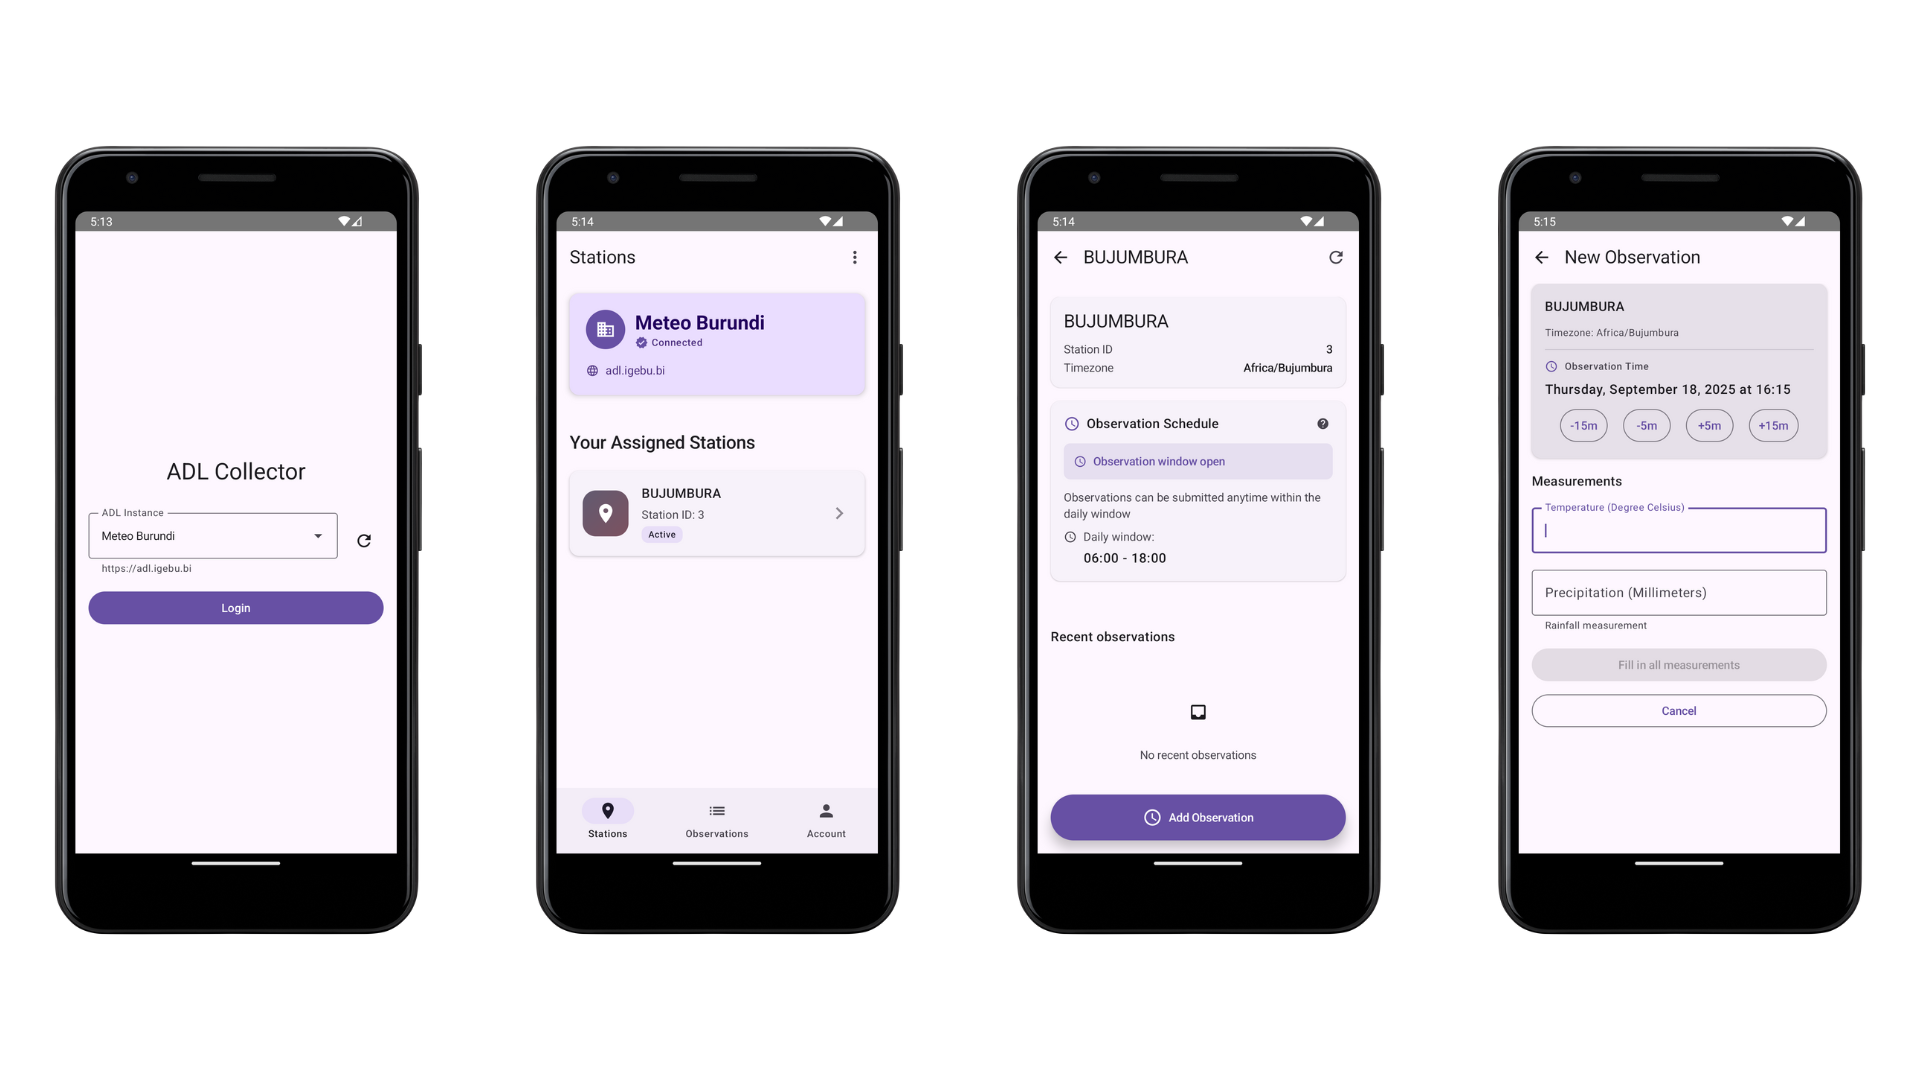 5:13
ADL Collector
ADL Instance
Meteo Burundi
https://adl.igebu.bi
Login
5:14
Stations
Meteo Burundi
Connected
adl.igebu.bi
Your Assigned Stations
BUJUMBURA
Station ID: 3
Active
Stations
Observations
Account
5:14
BUJUMBURA
BUJUMBURA
Station ID 3
Timezone Africa/Bujumbura
Observation Schedule
Observation window open
Observations can be submitted anytime within the
daily window
Daily window:
06:00 - 18:00
Recent observations
No recent observations
Add Observation
5:15
New Observation
BUJUMBURA
Timezone: Africa/Bujumbura
Observation Time
Thursday, September 18, 2025 at 16:15
-15m -5m +5m +15m
Measurements
Temperature (Degree Celsius)
Precipitation (Millimeters)
Rainfall measurement
Fill in all measurements
Cancel